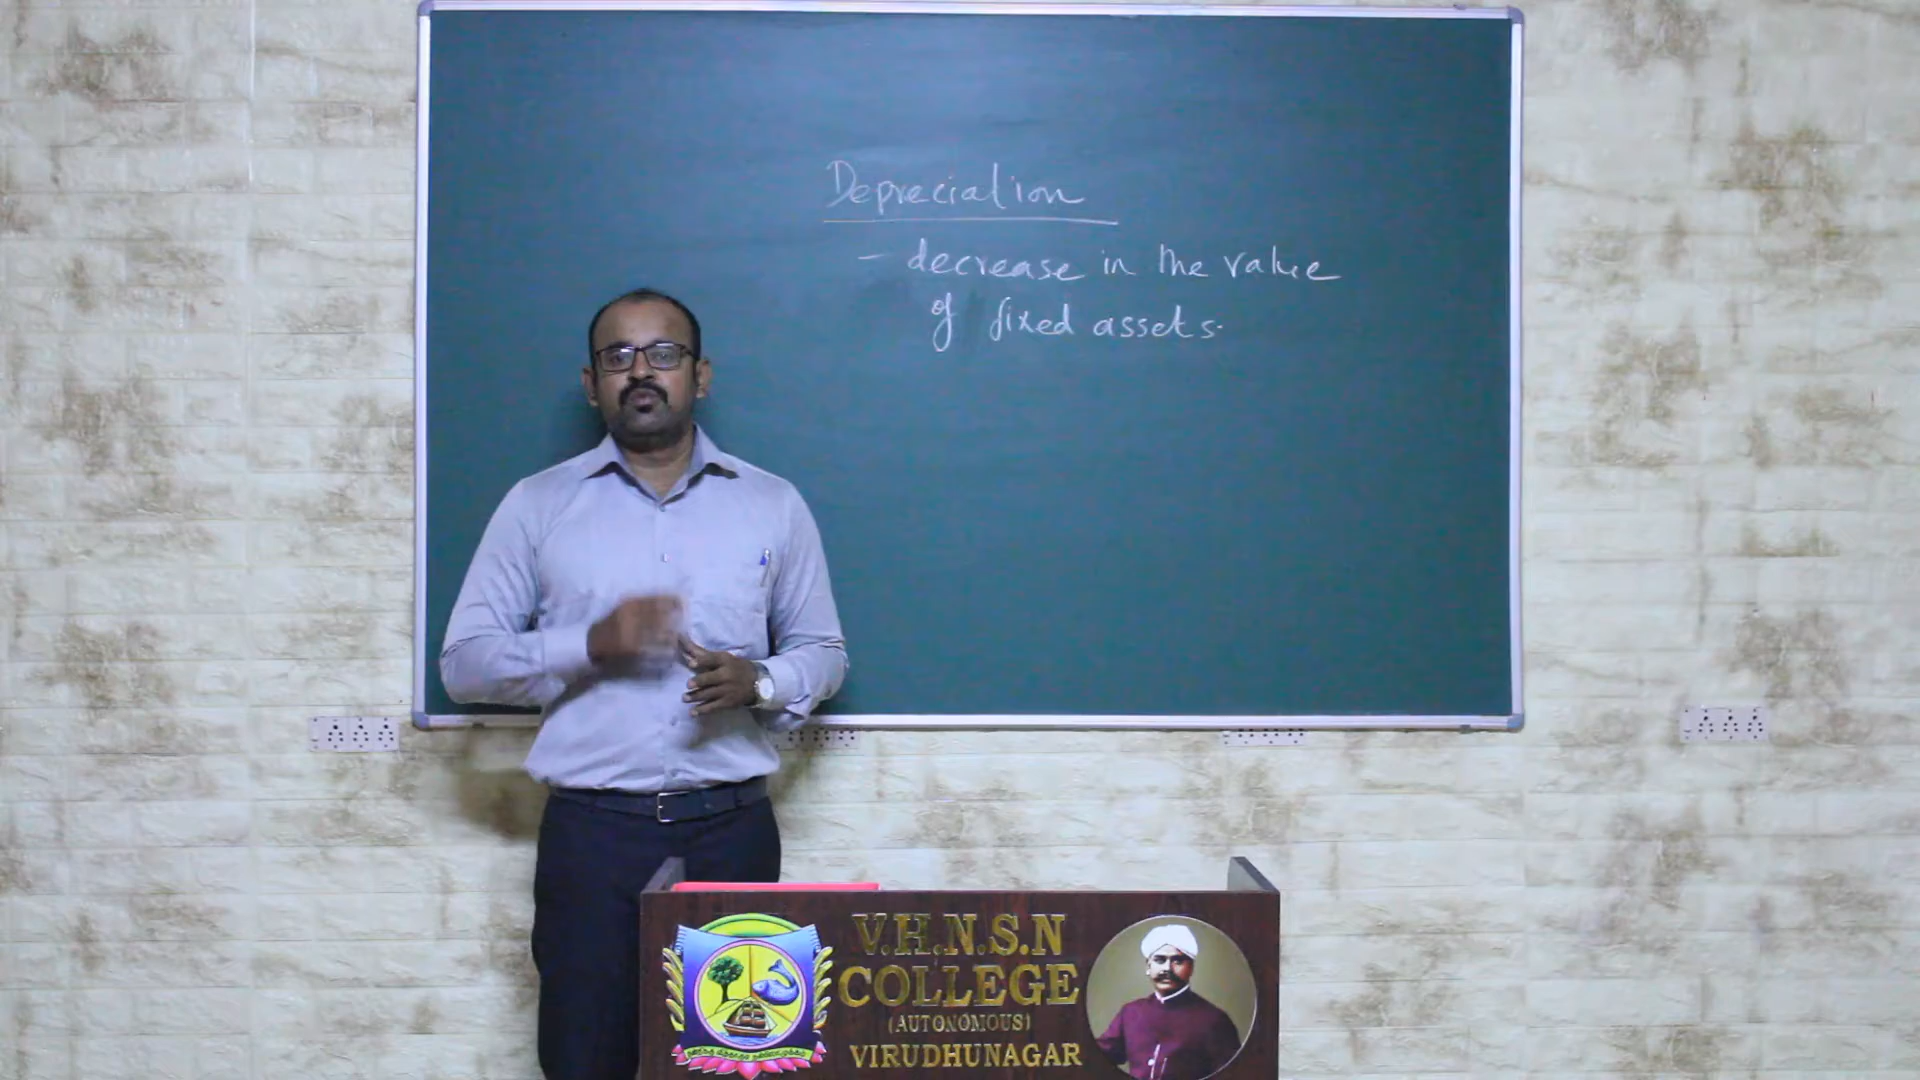 Depreciation
- decrease in the value
of fixed assets.
V.H.N.S.N
COLLEGE
(AUTONOMOUS)
VIRUDHUNAGAR